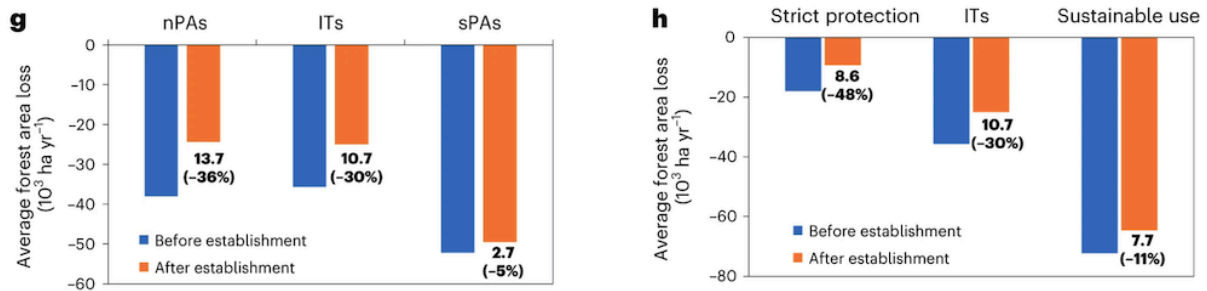 g
nPAs ITs sPAs
Average forest area loss
(10³ ha yr⁻¹)
0
−10
−20
−30
−40
−50
−60
13.7
(−36%)
10.7
(−30%)
2.7
(−5%)
Before establishment
After establishment
h
Strict protection ITs Sustainable use
Average forest area loss
(10³ ha yr⁻¹)
0
−20
−40
−60
−80
8.6
(−48%)
10.7
(−30%)
7.7
(−11%)
Before establishment
After establishment